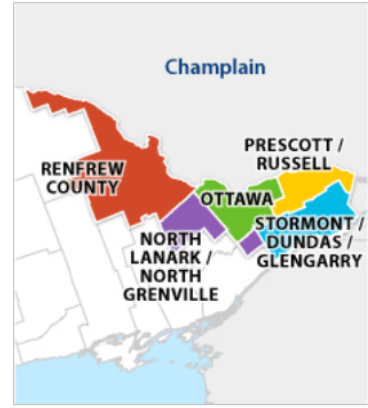 Champlain
PRESCOTT /
RUSSELL
RENFREW
COUNTY
OTTAWA
STORMONT /
DUNDAS /
GLENGARRY
NORTH
LANARK /
NORTH
GRENVILLE